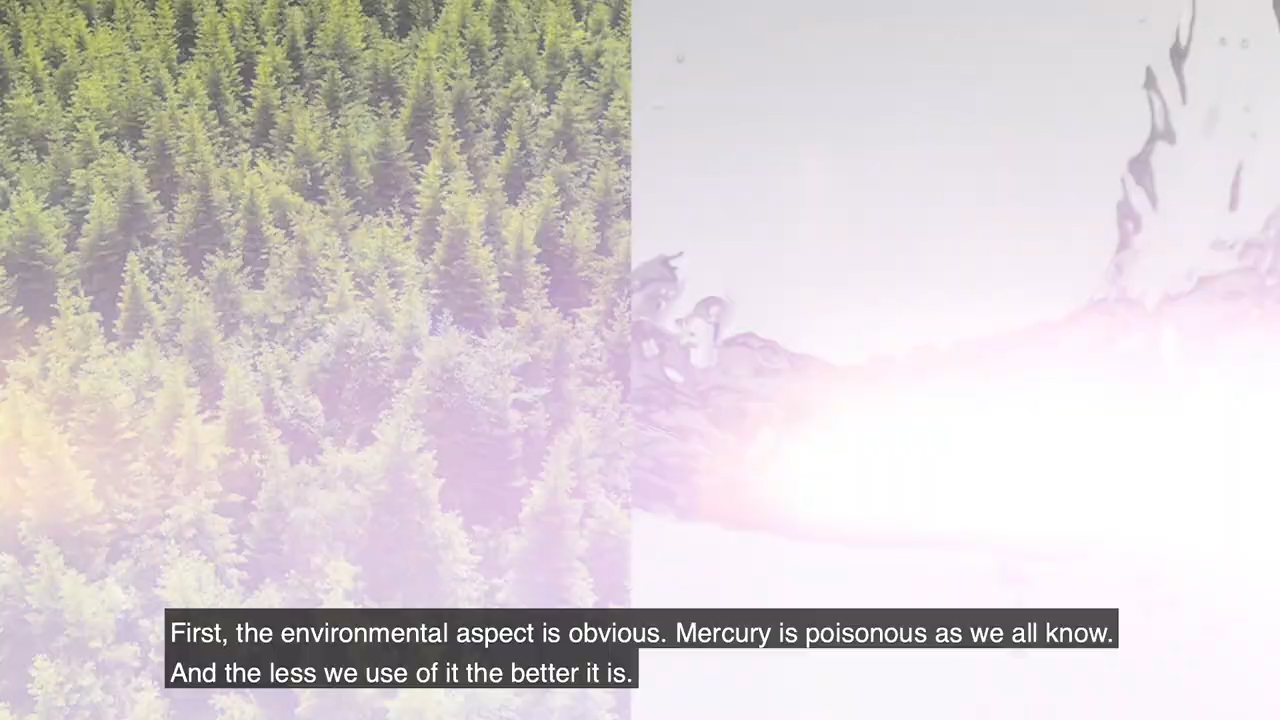 First, the environmental aspect is obvious. Mercury is poisonous as we all know.
And the less we use of it the better it is.